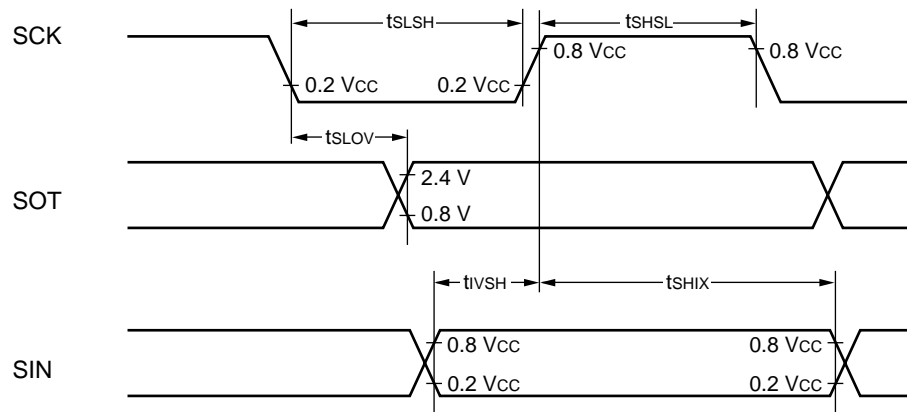 tSLSH tSHSL
SCK
0.8 VCC 0.8 VCC
0.2 VCC 0.2 VCC
tSLOV
SOT
2.4 V
0.8 V
tIVSH tSHIX
SIN
0.8 VCC 0.8 VCC
0.2 VCC 0.2 VCC